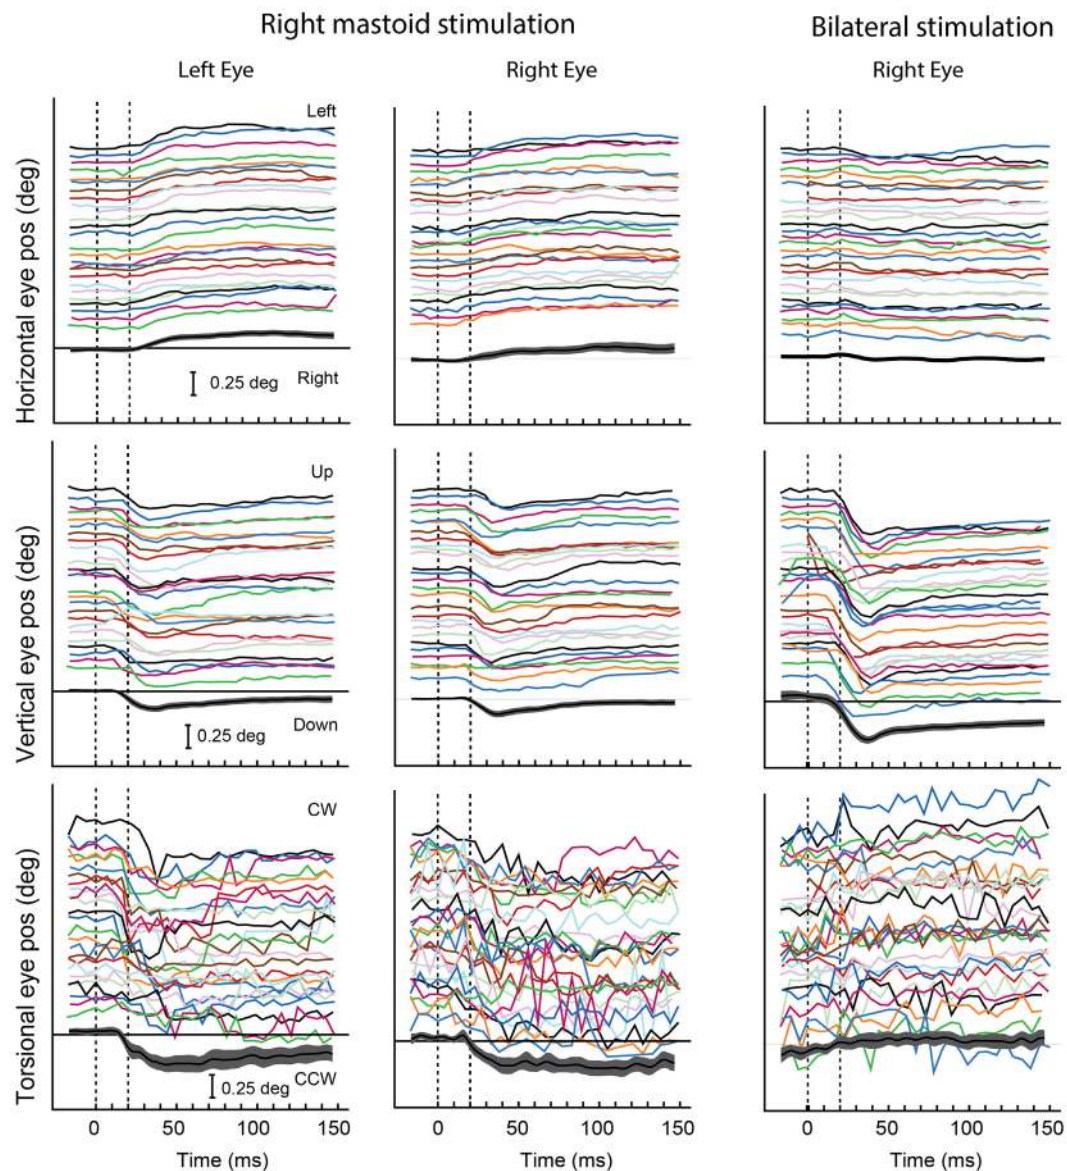 Right mastoid stimulation
Bilateral stimulation
Left Eye
Right Eye
Right Eye
Horizontal eye pos (deg)
Left
0.25 deg
Right
Vertical eye pos (deg)
Up
0.25 deg
Down
Torsional eye pos (deg)
CW
0.25 deg
CCW
0 50 100 150
0 50 100 150
0 50 100 150
Time (ms)
Time (ms)
Time (ms)